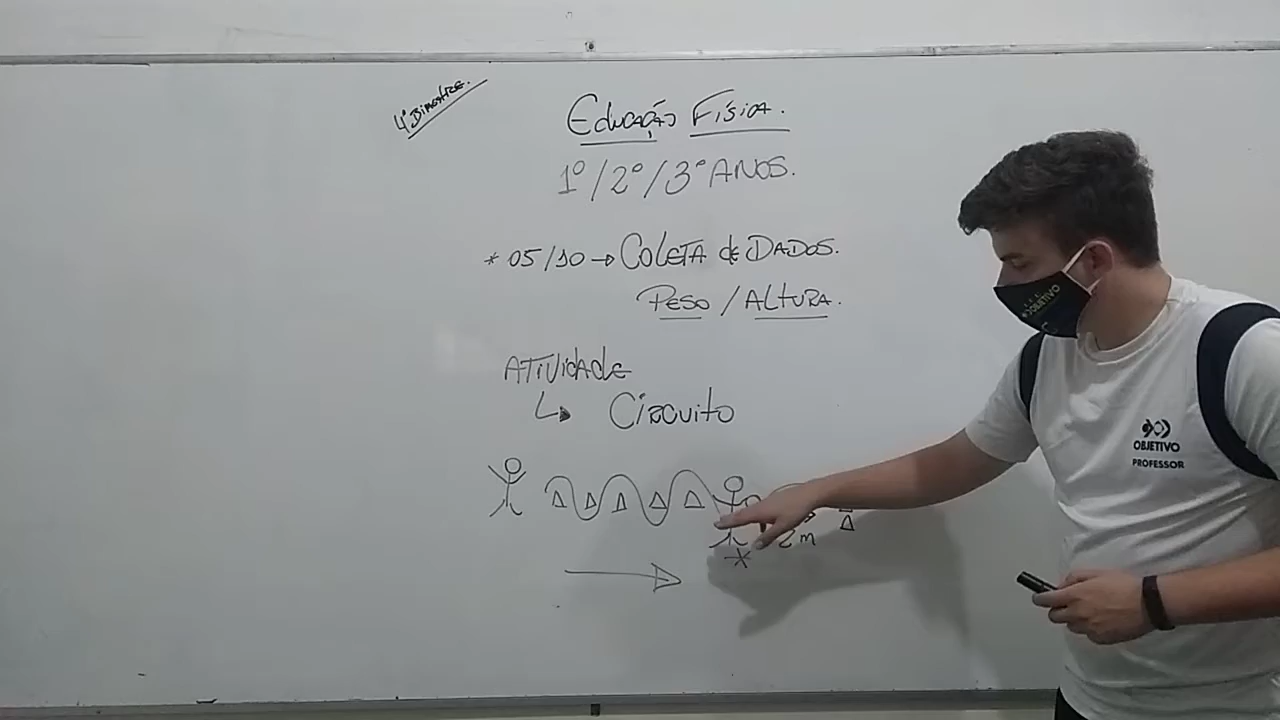 4º Bimestre.
Educação Física.
1º/2º/3º ANOS.
* 05/10 → COLETA de DADOS.
PESO / ALTURA.
ATIVIDADE
↳ Circuito
2m
*
OBJETIVO
OBJETIVO
PROFESSOR